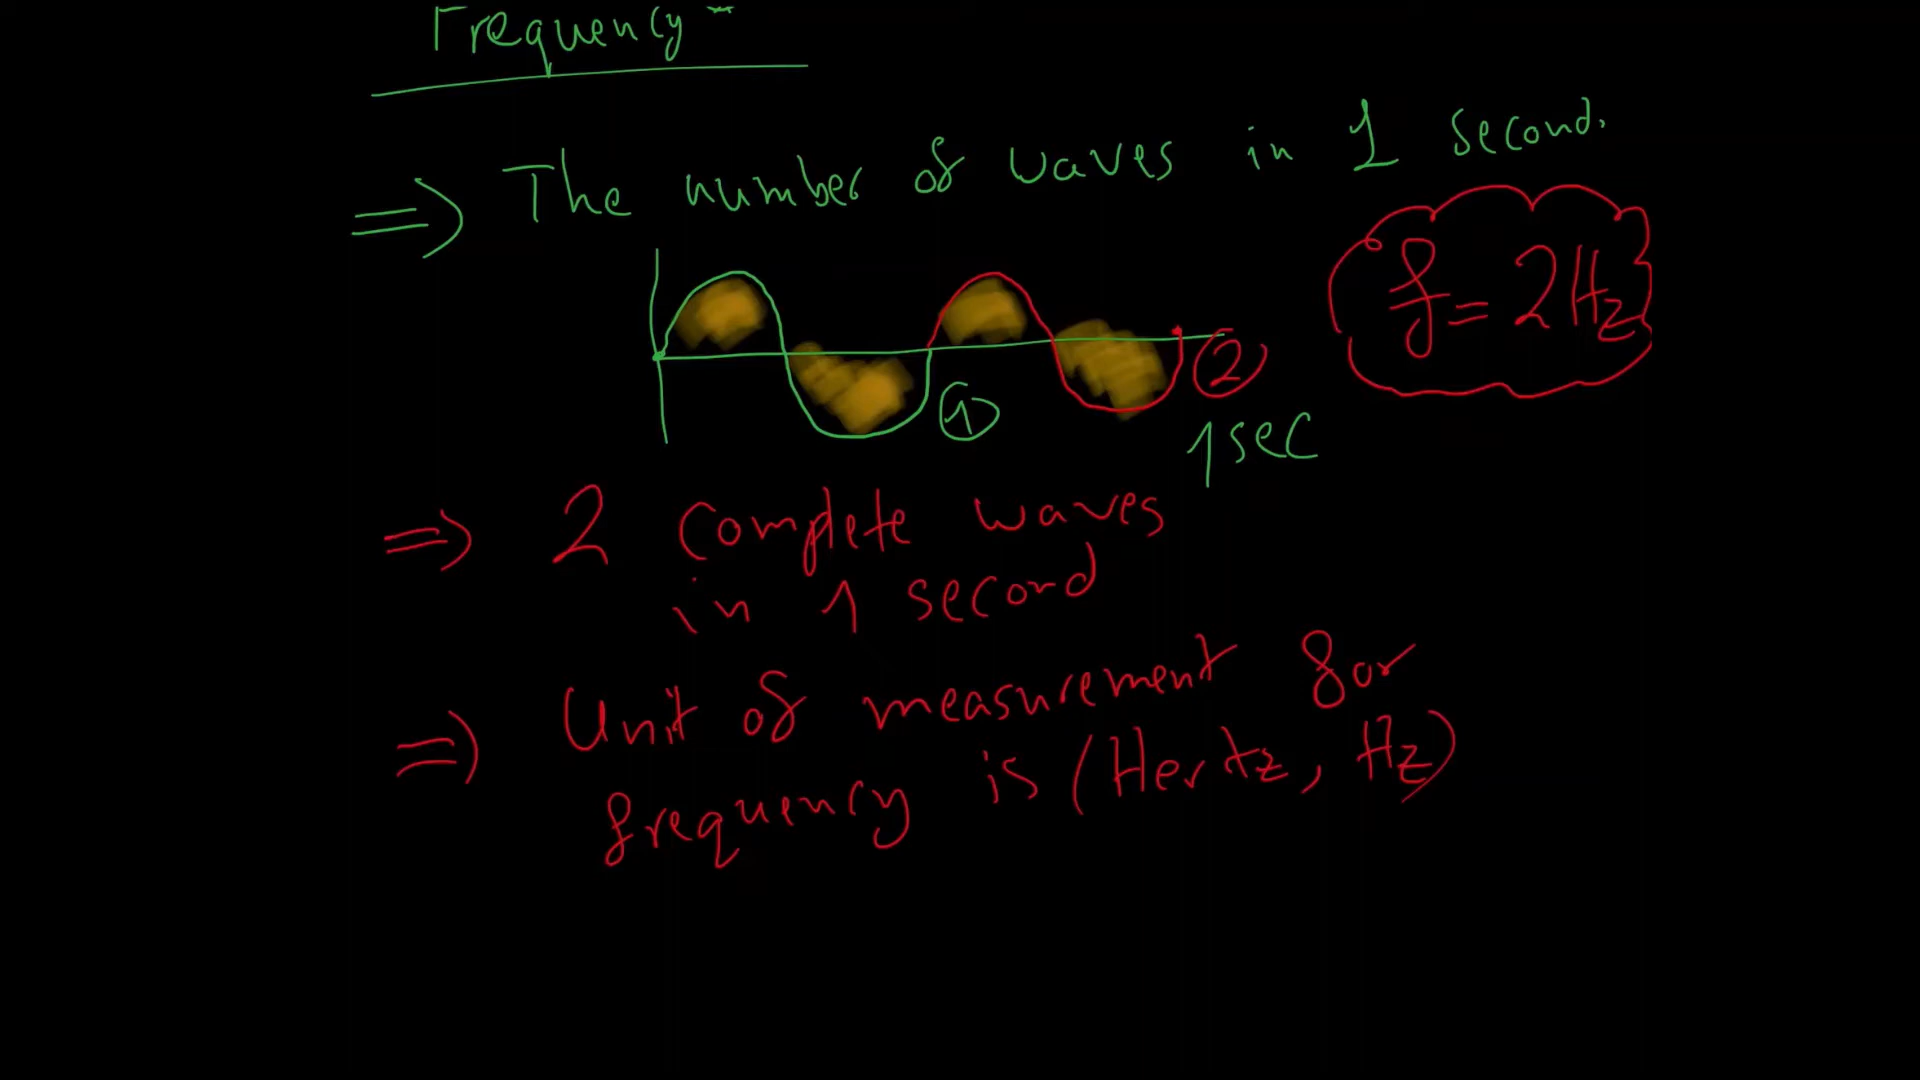 Frequency
⇒ The number of waves in 1 second.
f = 2Hz
①
②
1sec
⇒ 2 complete waves
in 1 second
⇒ Unit of measurement for
frequency is (Hertz, Hz)